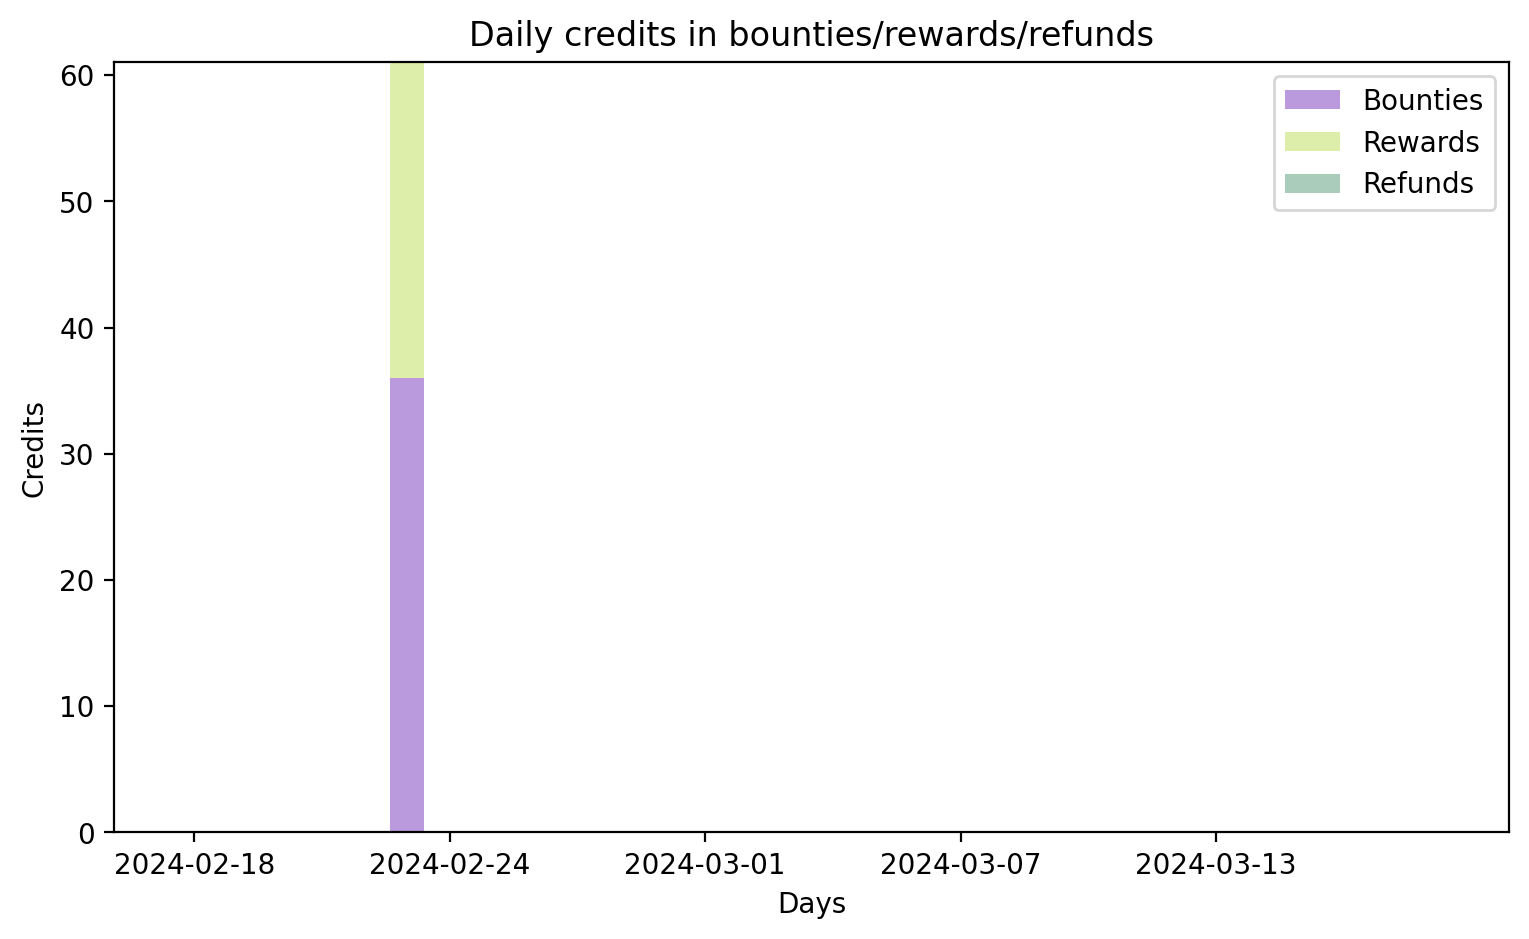 Daily credits in bounties/rewards/refunds
60
50
40
30
20
10
0
Credits
Bounties
Rewards
Refunds
2024-02-18
2024-02-24
2024-03-01
2024-03-07
2024-03-13
Days